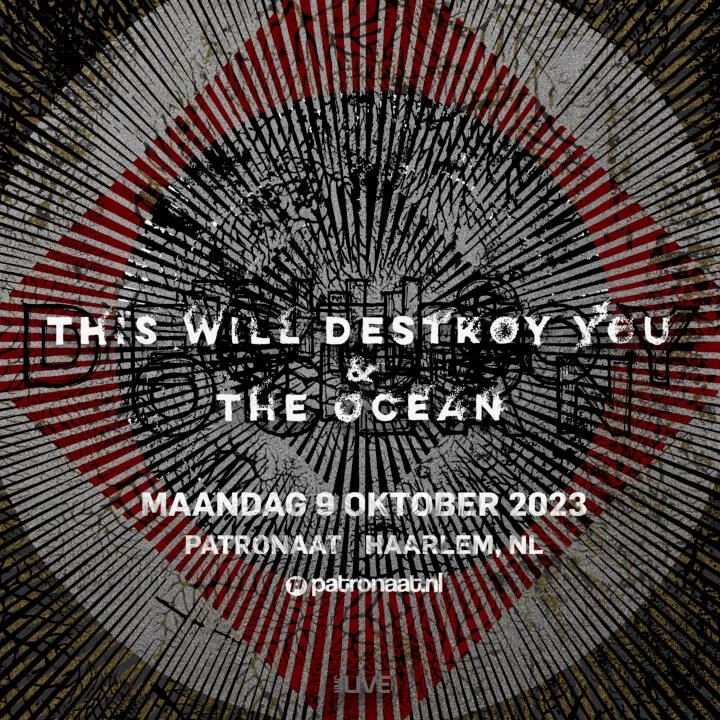 THIS WILL DESTROY YOU
&
THE OCEAN
MAANDAG 9 OKTOBER 2023
PATRONAAT HAARLEM, NL
patronaat.nl
LIVE